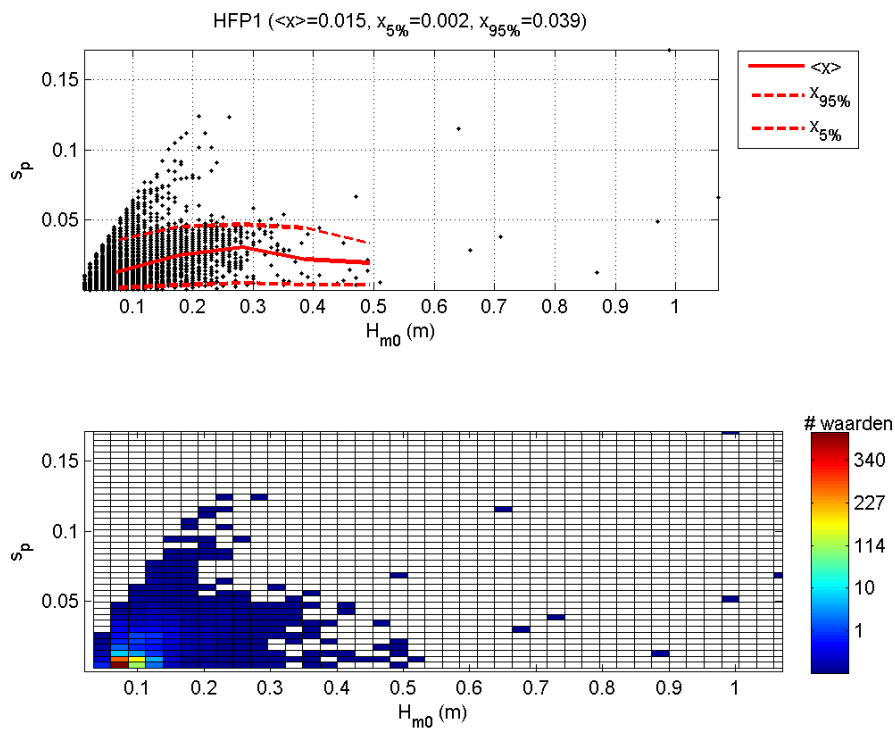 HFP1 (<x>=0.015, x5%=0.002, x95%=0.039)
<x>
x95%
x5%
0.15
0.1
0.05
0
sp
0.1 0.2 0.3 0.4 0.5 0.6 0.7 0.8 0.9 1
Hm0 (m)
# waarden
340
227
114
10
1
0.15
0.1
0.05
sp
0.1 0.2 0.3 0.4 0.5 0.6 0.7 0.8 0.9 1
Hm0 (m)